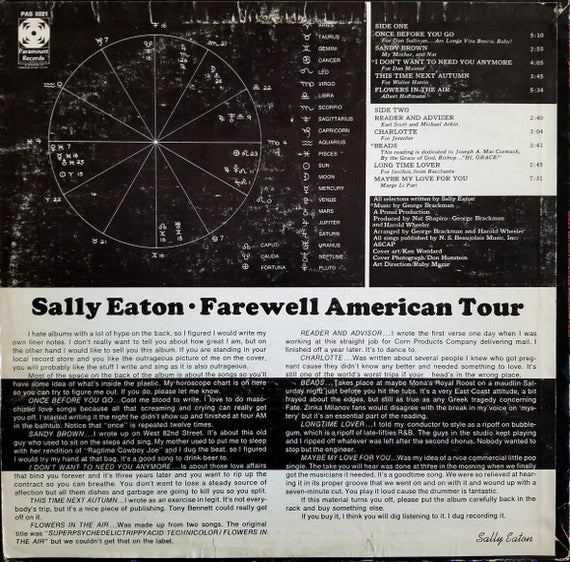 PAS 5021
Paramount
Records
ARIES
TAURUS
GEMINI
CANCER
LEO
VIRGO
LIBRA
SCORPIO
SAGITTARIUS
CAPRICORN
AQUARIUS
PISCES
SUN
MOON
MERCURY
VENUS
MARS
JUPITER
SATURN
URANUS
NEPTUNE
PLUTO
CAPUT
CAUDA
FORTUNA
SIDE ONE
ONCE BEFORE YOU GO 5:10
For Dan Sullivan...Ars Longa Vita Brevis, Baby!
SANDY BROWN 2:55
My Mother, and Nat
*I DON'T WANT TO NEED YOU ANYMORE 4:05
For Dan Mooner
THIS TIME NEXT AUTUMN 3:45
For Walter Harris
FLOWERS IN THE AIR 5:34
Albert Hoffmann
SIDE TWO
READER AND ADVISER 2:40
Earl Scott and Michael Arkin
CHARLOTTE 3:04
For Jennifer
*BEADS 3:41
This reading is dedicated to Joseph A. Mac Cormack,
By the Grace of God, Bishop..."HI, GRACE!"
LONG TIME LOVER 2:45
For Iacchos, from Bacchante
MAYBE MY LOVE FOR YOU 7:31
Margo Li Pari
All selectons written by Sally Eaton
*Music by George Brackman
A Proud Production
Produced by Nat Shapiro· George Brackman
and Harold Wheeler
Arranged by George Brackman and Harold Wheeler
All songs published by N. S. Beaujolais Music, Inc.
ASCAP
Cover art/Ken Woodard
Cover Photograph/Don Hunstein
Art Direction/Ruby Mazur
Sally Eaton · Farewell American Tour
I hate albums with a lot of hype on the back, so I figured I would write my
own liner notes. I don't really want to tell you about how great I am, but on
the other hand I would like to sell you this album. If you are standing in your
local record store and you like the outrageous picture of me on the cover,
you will probably like the stuff I write and sing as it is also outrageous.
Most of the space on the back of the album is about the songs so you'll
have some idea of what's inside the plastic. My horoscope chart is on here
so you can try to figure me out. If you do, please let me know.
ONCE BEFORE YOU GO...Cost me blood to write. I love to do maso-
chistic love songs because all that screaming and crying can really get
you off. I started writing it the night he didn't show up and finished at four AM
in the bathtub. Notice that "once" is repeated twelve times.
SANDY BROWN...I wrote up on West 82nd Street. It's about this old
guy who used to sit on the steps and sing. My mother used to put me to sleep
with her rendition of "Ragtime Cowboy Joe" and I dug the beat, so I figured
I would try my hand at that bag. It's a good song to drink beer to.
I DON'T WANT TO NEED YOU ANYMORE...Is about those love affairs
that bind you forever and it's three years later and you want to rip up the
contract so you can breathe. You don't want to lose a steady source of
affection but all them dishes and garbage are going to kill you so you split.
THIS TIME NEXT AUTUMN...I wrote as an exercise in legit. It's not every-
body's trip, but it's a nice piece of publishing. Tony Bennett could really get
off on it.
FLOWERS IN THE AIR...Was made up from two songs. The original
title was "SUPERPSYCHEDELICTRIPPYACID TECHNICOLOR FLOWERS IN
THE AIR" but we couldn't get that on the label.
READER AND ADVISOR...I wrote the first verse one day when I was
working at this straight job for Corn Products Company delivering mail. I
finished off a year later. It's to dance to.
CHARLOTTE...Was written about several people I knew who got preg-
nant cause they didn't know any better and needed something to love. It's
still one of the world's worst trips if your head's in the wrong place.
BEADS...Takes place at maybe Mona's Royal Roost on a maudlin Sat-
urday night just before you hit the tubs. It's a very East Coast attitude, a bit
frayed about the edges, but still as true as any Greek tragedy concerning
Fate. Zinka Milanov fans would disagree with the break in my voice on "mys-
tery' but it's an essential part of the reading.
LONGTIME LOVER...I told my conductor to style as a ripoff on bubble-
gum, which is a ripoff of late-fifties R&B. The guys in the studio kept playing
and I ripped off whatever was left after the second chorus. Nobody wanted to
stop but the engineer.
MAYBE MY LOVE FOR YOU...Was my idea of a nice commercial little pop
single. The take you will hear was done at three in the morning when we finally
got the musicians it needed. It's a goodtime song. We were so relieved at hear-
ing it in its proper groove that we went on and on with it and wound up with a
seven-minute cut. You play it loud cause the drummer is fantastic.
If this material turns you off, please put the album carefully back in the
rack and buy something else.
If you buy it, I think you will dig listening to it. I dug recording it.
Sally Eaton